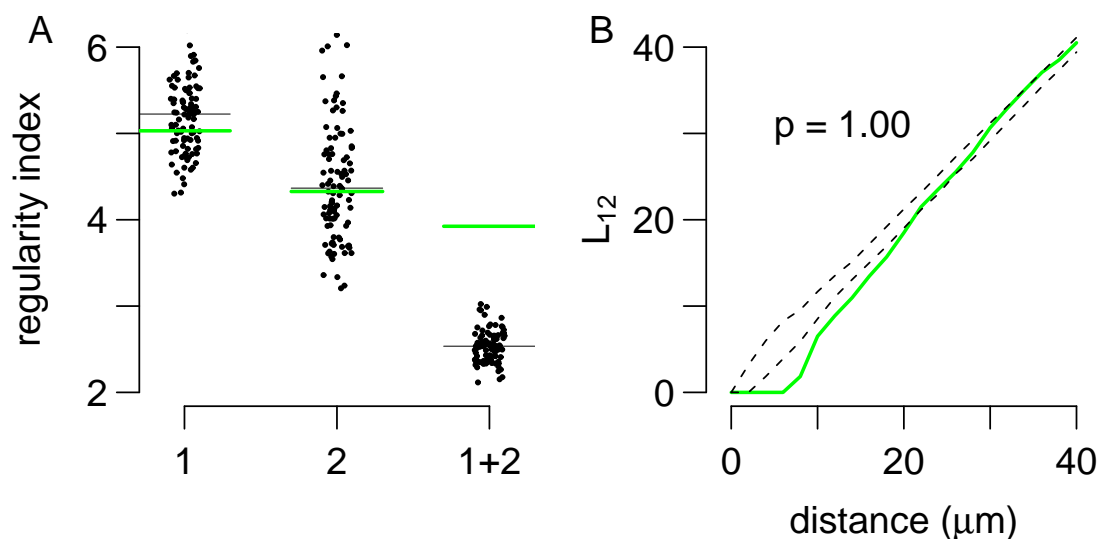 A
regularity index
6
4
2
1
2
1+2
B
L12
40
20
0
p = 1.00
0
20
40
distance (μm)